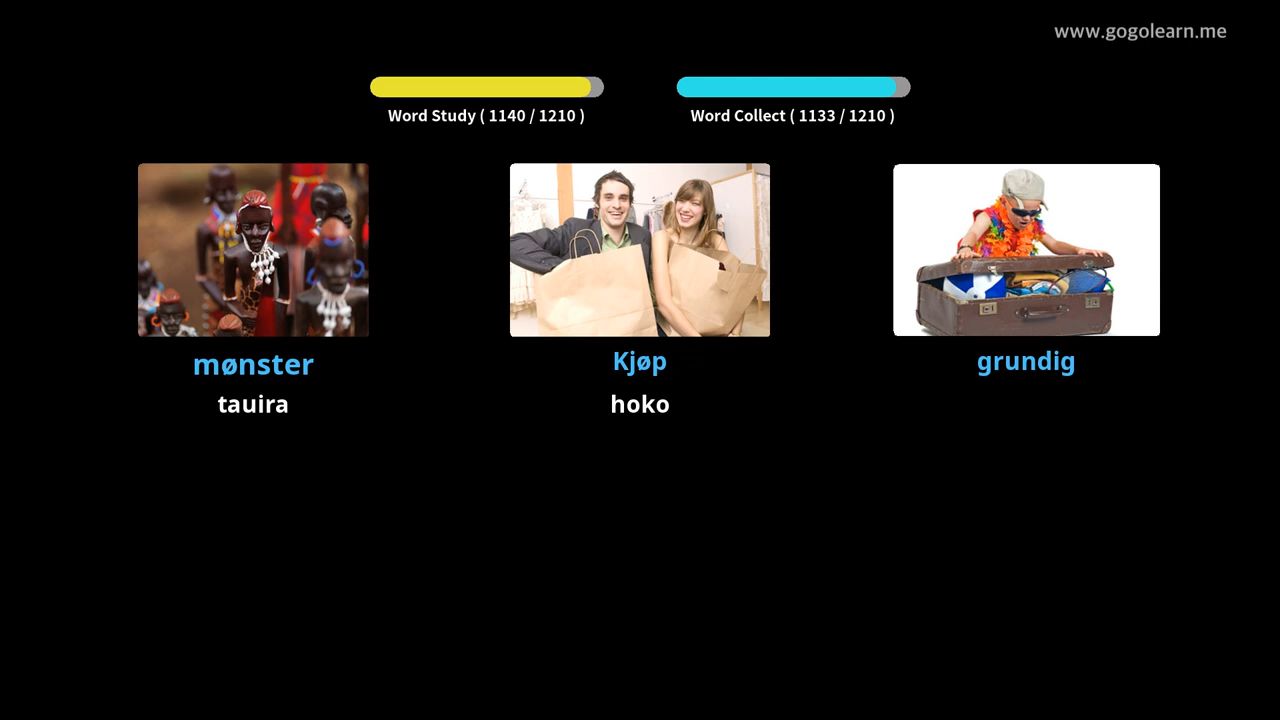 www.gogolearn.me
Word Study ( 1140 / 1210 )
Word Collect ( 1133 / 1210 )
mønster
Kjøp
grundig
tauira
hoko